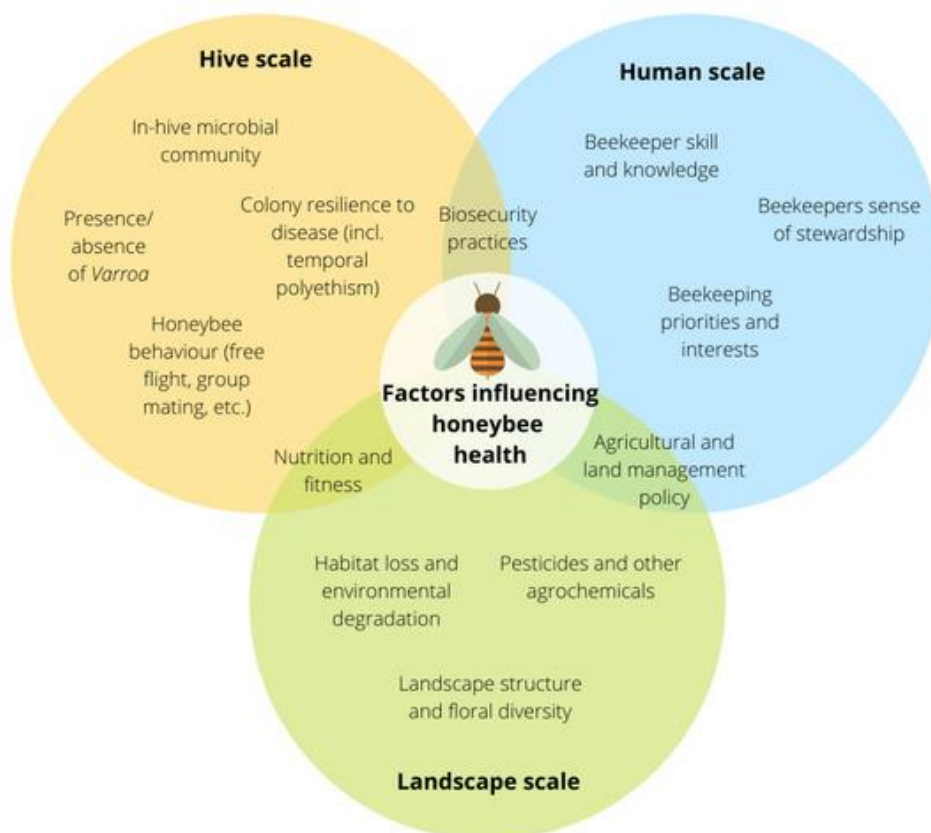 Hive scale
In-hive microbial
community
Presence/
absence
of Varroa
Colony resilience to
disease (incl.
temporal
polyethism)
Honeybee
behaviour (free
flight, group
mating, etc.)
Biosecurity
practices
Human scale
Beekeeper skill
and knowledge
Beekeepers sense
of stewardship
Beekeeping
priorities and
interests
Factors influencing
honeybee
health
Nutrition and
fitness
Agricultural and
land management
policy
Habitat loss and
environmental
degradation
Pesticides and other
agrochemicals
Landscape structure
and floral diversity
Landscape scale